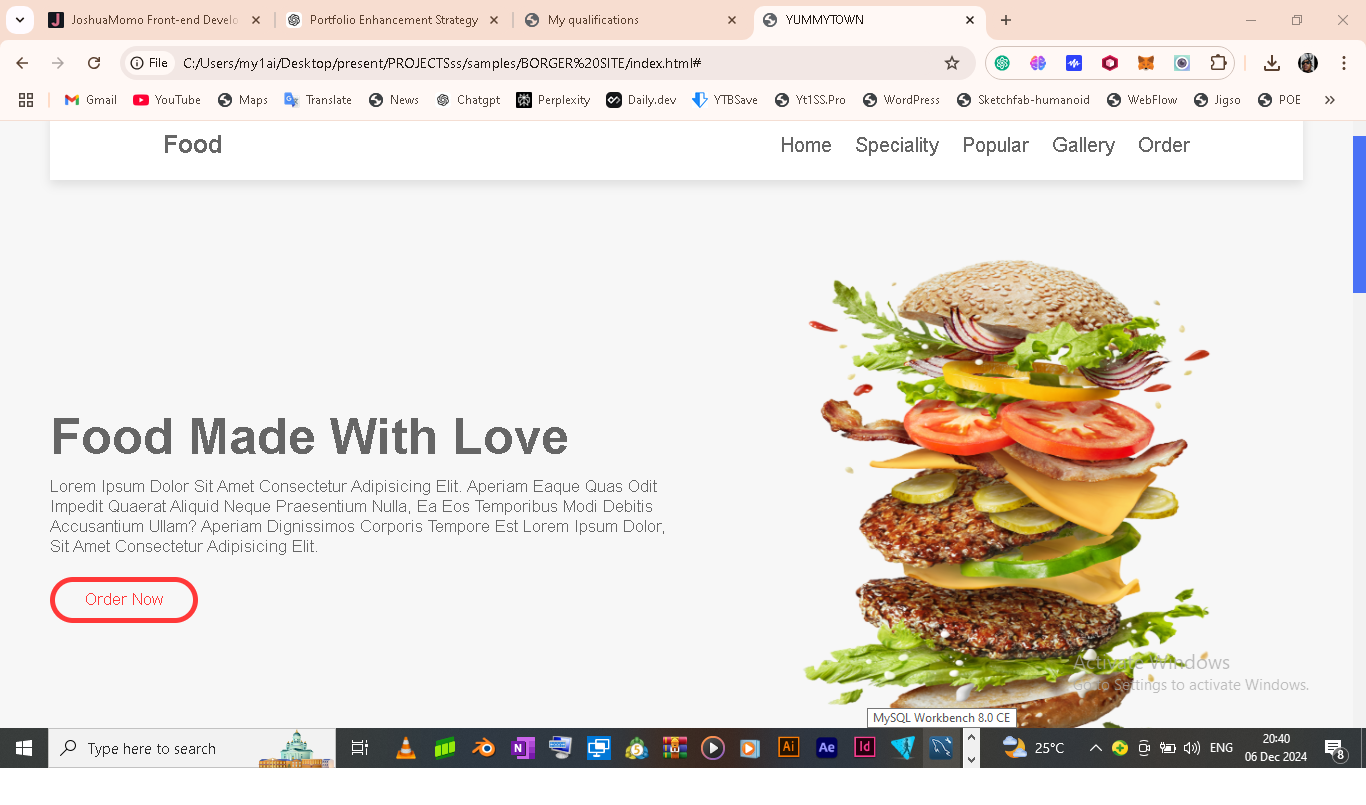 JoshuaMomo Front-end Develo
Portfolio Enhancement Strategy
My qualifications
YUMMYTOWN
File
C:/Users/my1ai/Desktop/present/PROJECTSss/samples/BORGER%20SITE/index.html#
Gmail
YouTube
Maps
Translate
News
Chatgpt
Perplexity
Daily.dev
YTBSave
Yt1SS.Pro
WordPress
Sketchfab-humanoid
WebFlow
Jigso
POE
Food
Home
Speciality
Popular
Gallery
Order
Food Made With Love
Lorem Ipsum Dolor Sit Amet Consectetur Adipisicing Elit. Aperiam Eaque Quas Odit
Impedit Quaerat Aliquid Neque Praesentium Nulla, Ea Eos Temporibus Modi Debitis
Accusantium Ullam? Aperiam Dignissimos Corporis Tempore Est Lorem Ipsum Dolor,
Sit Amet Consectetur Adipisicing Elit.
Order Now
Activate Windows
Go to Settings to activate Windows.
MySQL Workbench 8.0 CE
Type here to search
Ai
Ae
Id
25°C
ENG
20:40
06 Dec 2024
8